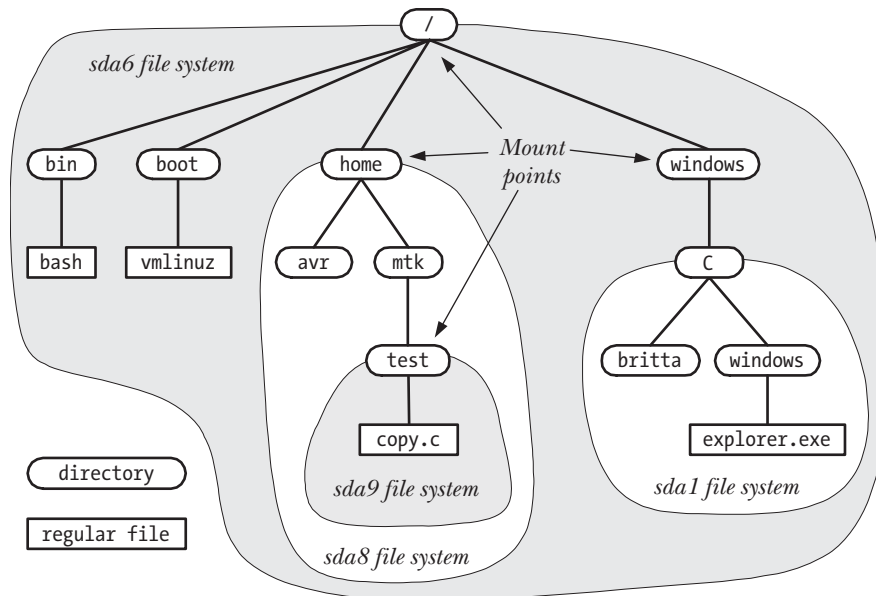 /
sda6 file system
Mount
points
bin
boot
home
windows
bash
vmlinuz
avr
mtk
C
test
britta
windows
copy.c
explorer.exe
directory
sda9 file system
sda1 file system
regular file
sda8 file system